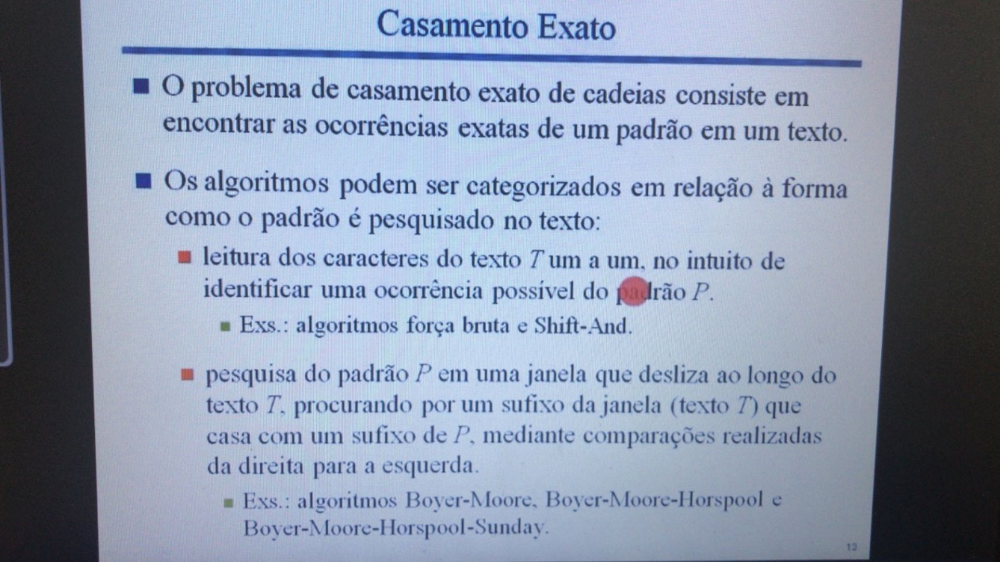 Casamento Exato
O problema de casamento exato de cadeias consiste em
encontrar as ocorrências exatas de um padrão em um texto.
Os algoritmos podem ser categorizados em relação à forma
como o padrão é pesquisado no texto:
leitura dos caracteres do texto T um a um, no intuito de
identificar uma ocorrência possível do padrão P.
Exs.: algoritmos força bruta e Shift-And.
pesquisa do padrão P em uma janela que desliza ao longo do
texto T, procurando por um sufixo da janela (texto T) que
casa com um sufixo de P, mediante comparações realizadas
da direita para a esquerda.
Exs.: algoritmos Boyer-Moore, Boyer-Moore-Horspool e
Boyer-Moore-Horspool-Sunday.
13